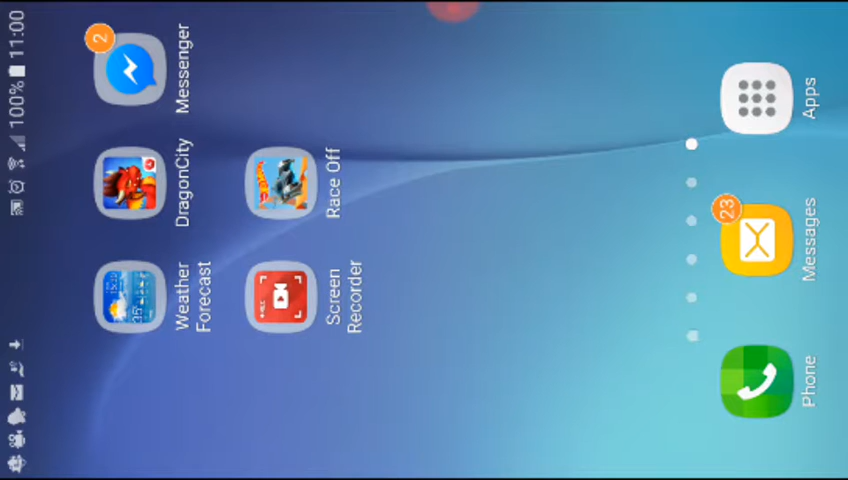 100% 11:00
Weather
Forecast
DragonCity
2
Messenger
Screen
Recorder
Race Off
Phone
23
Messages
Apps